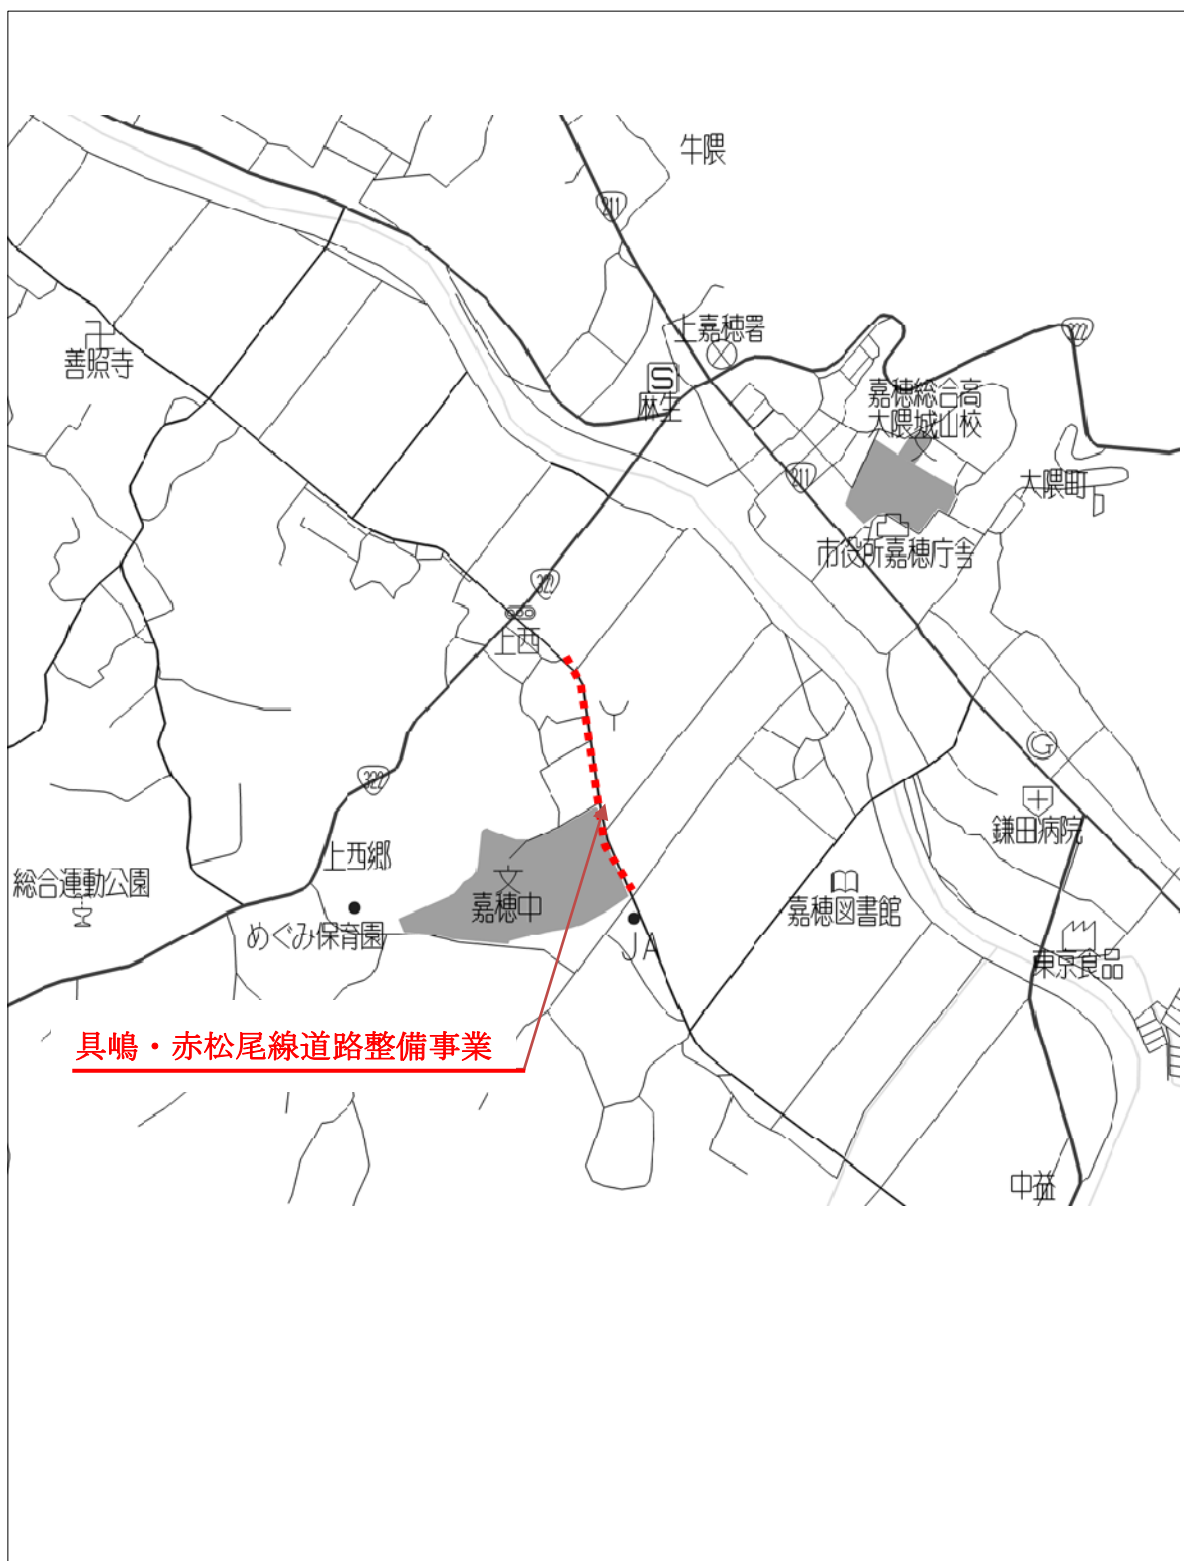 牛隈
211
上嘉穂署
322
善照寺
S
麻生
嘉穂総合高
大隈城山校
211
大隈町
市役所嘉穂庁舎
322
上西
G
322
鎌田病院
上西郷
総合運動公園
文
嘉穂中
嘉穂図書館
めぐみ保育園
JA
東京食品
具嶋・赤松尾線道路整備事業
中益